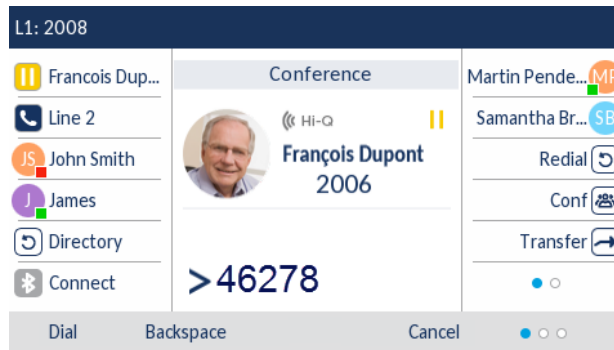 L1: 2008
Francois Dup...
Line 2
JS John Smith
J James
Directory
Connect
Conference
Hi-Q
François Dupont
2006
>46278
Martin Pende... MP
Samantha Br... SB
Redial
Conf
Transfer
Dial Backspace Cancel